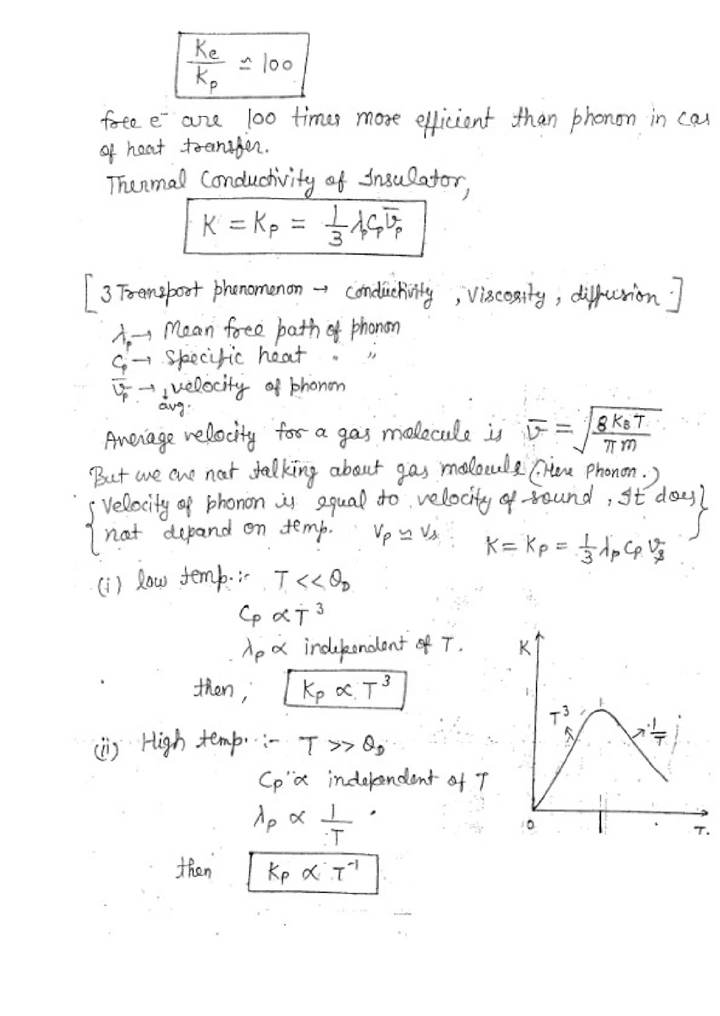 Ke/Kp ≃ 100
free e⁻ are 100 times more efficient than phonon in cas
of heat transfer.
Thermal Conductivity of Insulator,
K = Kp = 1/3 λp Cp v̄p
[3 Transport phenomenon → conductivity, viscosity, diffusion.]
λp → Mean free path of phonon
Cp → Specific heat " "
v̄p → velocity of phonon
avg.
Average velocity for a gas molecule is v̄ = √(8KBT/πm)
But we are not talking about gas molecule (Here Phonon.)
{Velocity of phonon is equal to velocity of sound, It does}
not depand on temp. Vp ≃ Vs K = Kp = 1/3 λp Cp vs
(i) low temp. :- T << θD
Cp ∝ T³
λp ∝ independent of T.
then, Kp ∝ T³
(ii) High temp. :- T >> θD
Cp ∝ independent of T
λp ∝ 1/T
then Kp ∝ T⁻¹
K
T³
1/T
0
T.